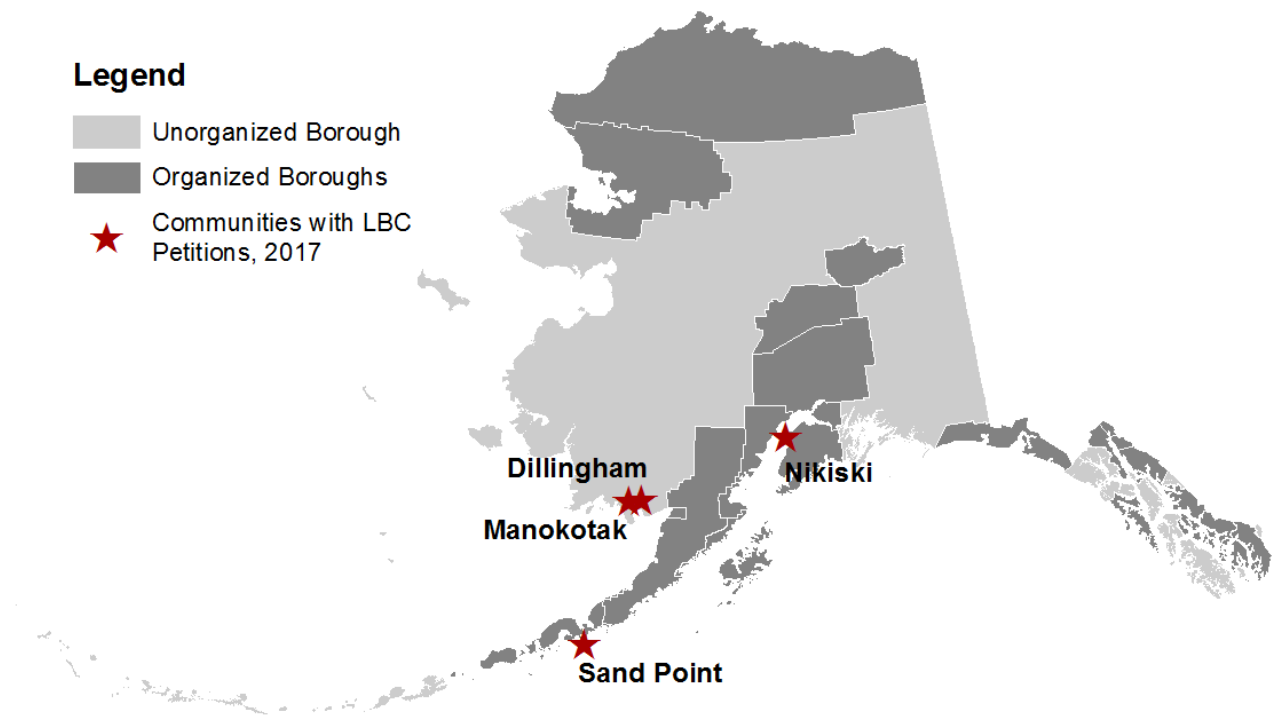 Legend
Unorganized Borough
Organized Boroughs
Communities with LBC
Petitions, 2017
Dillingham
Nikiski
Manokotak
Sand Point